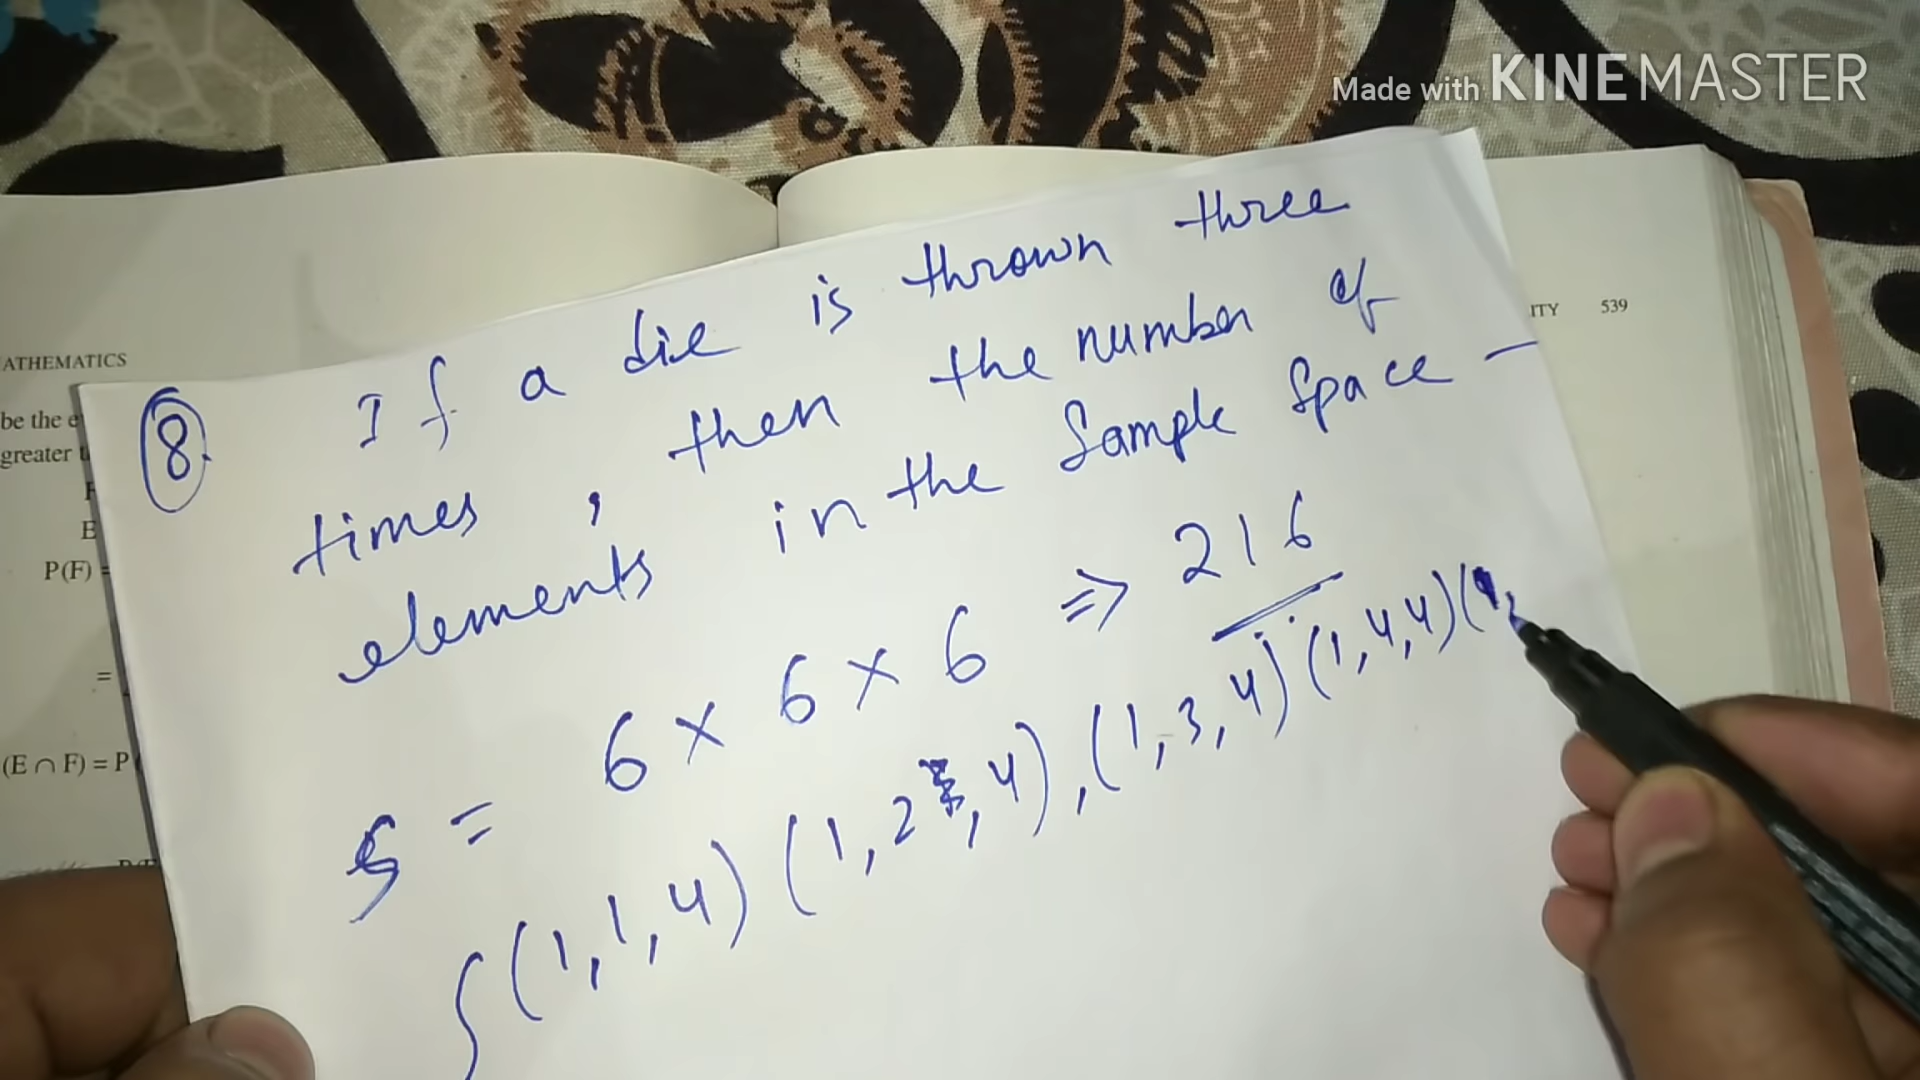 Made with KINEMASTER
ITY 539
ATHEMATICS
be the e
greater t
E
P(F) =
=
(E ∩ F) = P
8. If a die is thrown three
times, then the number of
elements in the Sample Space —
6 × 6 × 6 ⇒ 216
S =
{(1,1,4) (1,2,4), (1,3,4) (1,4,4) (